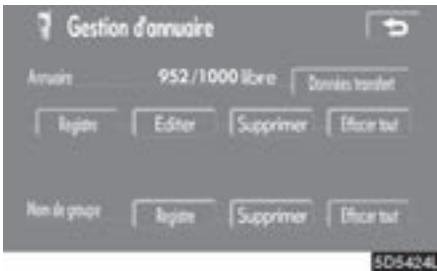 Gestion d'annuaire
Annuaire 952/1000 libre Données transfert
Registre Editer Supprimer Effacer tout
Nom de groupe Registre Supprimer Effacer tout
5D5424L